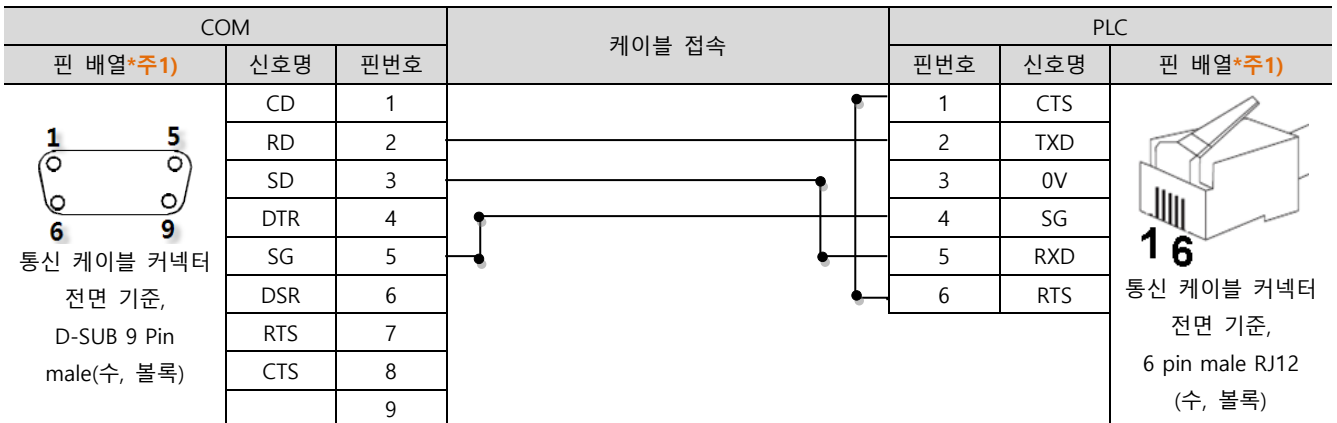 COM 케이블 접속 PLC
핀 배열*주1) 신호명 핀번호 핀번호 신호명 핀 배열*주1)
CD 1 1 CTS
RD 2 2 TXD
SD 3 3 0V
DTR 4 4 SG
SG 5 5 RXD
DSR 6 6 RTS
RTS 7
CTS 8
9
1 5
6 9
통신 케이블 커넥터
전면 기준,
D-SUB 9 Pin
male(수, 볼록)
1 6
통신 케이블 커넥터
전면 기준,
6 pin male RJ12
(수, 볼록)